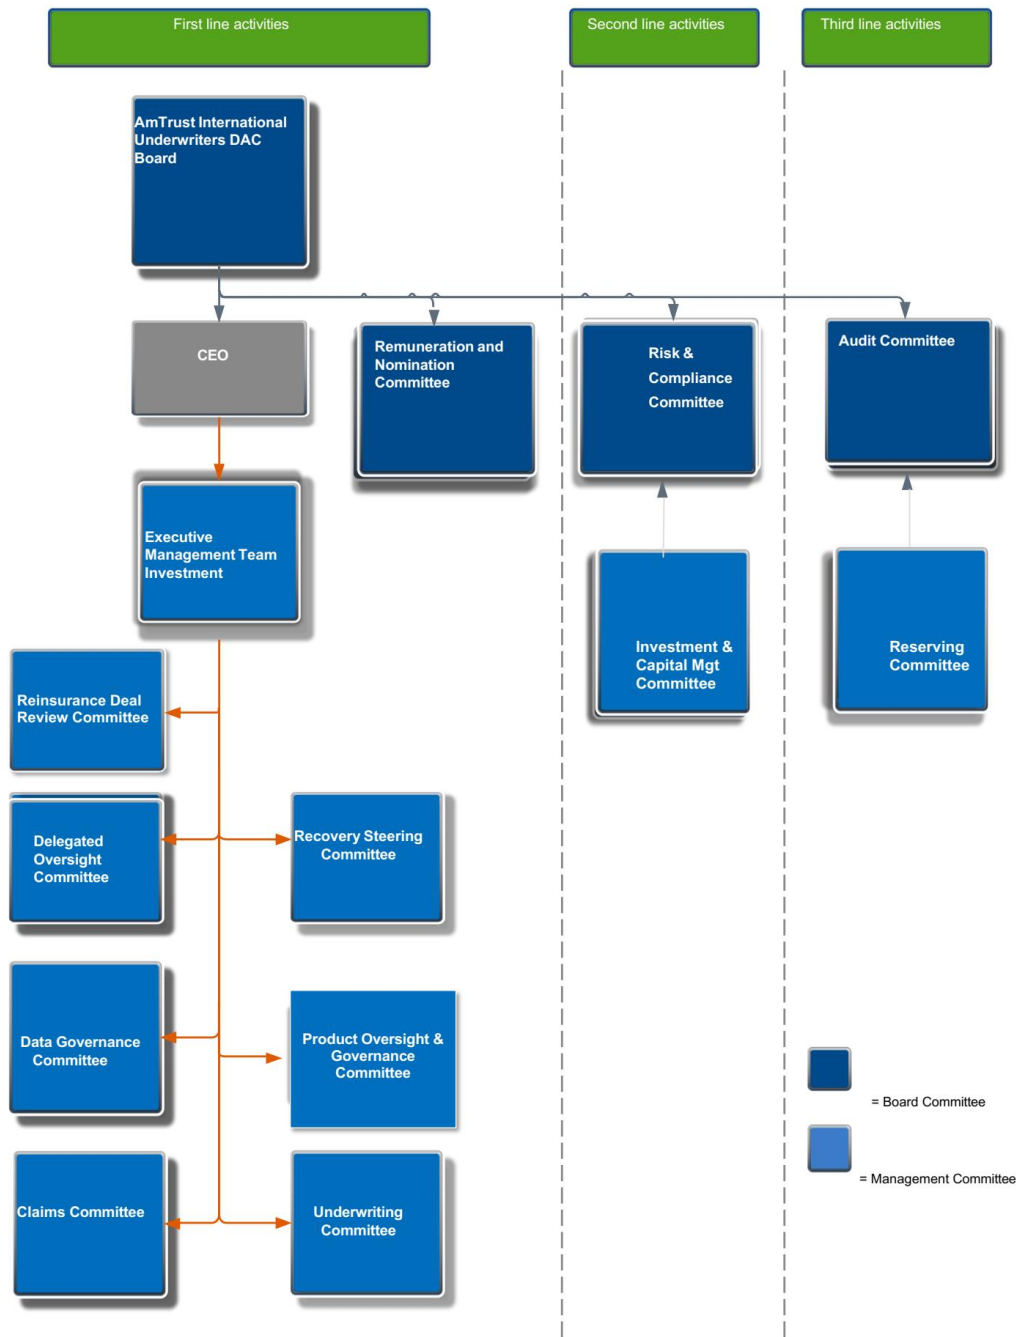 First line activities
Second line activities
Third line activities
AmTrust International
Underwriters DAC
Board
CEO
Remuneration and
Nomination
Committee
Risk &
Compliance
Committee
Audit Committee
Executive
Management Team
Investment
Investment &
Capital Mgt
Committee
Reserving
Committee
Reinsurance Deal
Review Committee
Delegated
Oversight
Committee
Recovery Steering
Committee
Data Governance
Committee
Product Oversight &
Governance
Committee
= Board Committee
= Management Committee
Claims Committee
Underwriting
Committee